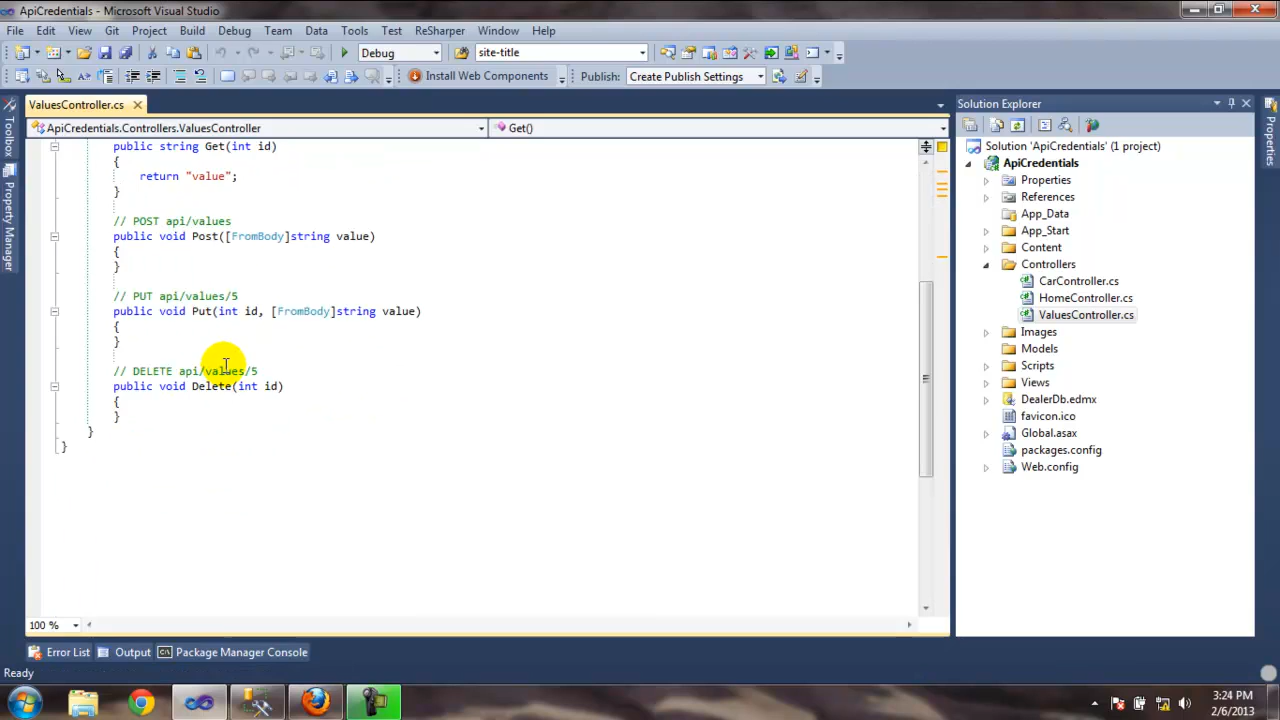 ApiCredentials - Microsoft Visual Studio
File Edit View Git Project Build Debug Team Data Tools Test ReSharper Window Help
Debug site-title
Install Web Components Publish: Create Publish Settings
ValuesController.cs
ApiCredentials.Controllers.ValuesController Get()
public string Get(int id)
{
return "value";
}
// POST api/values
public void Post([FromBody]string value)
{
}
// PUT api/values/5
public void Put(int id, [FromBody]string value)
{
}
// DELETE api/values/5
public void Delete(int id)
{
}
}
}
100 %
Toolbox
Property Manager
Solution Explorer
Solution 'ApiCredentials' (1 project)
ApiCredentials
Properties
References
App_Data
App_Start
Content
Controllers
CarController.cs
HomeController.cs
ValuesController.cs
Images
Models
Scripts
Views
DealerDb.edmx
favicon.ico
Global.asax
packages.config
Web.config
Properties
Error List Output Package Manager Console
Ready
3:24 PM
2/6/2013